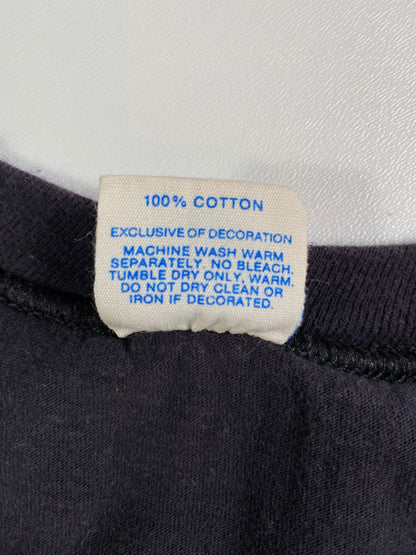 100% COTTON
EXCLUSIVE OF DECORATION
MACHINE WASH WARM
SEPARATELY. NO BLEACH.
TUMBLE DRY ONLY, WARM.
DO NOT DRY CLEAN OR
IRON IF DECORATED.